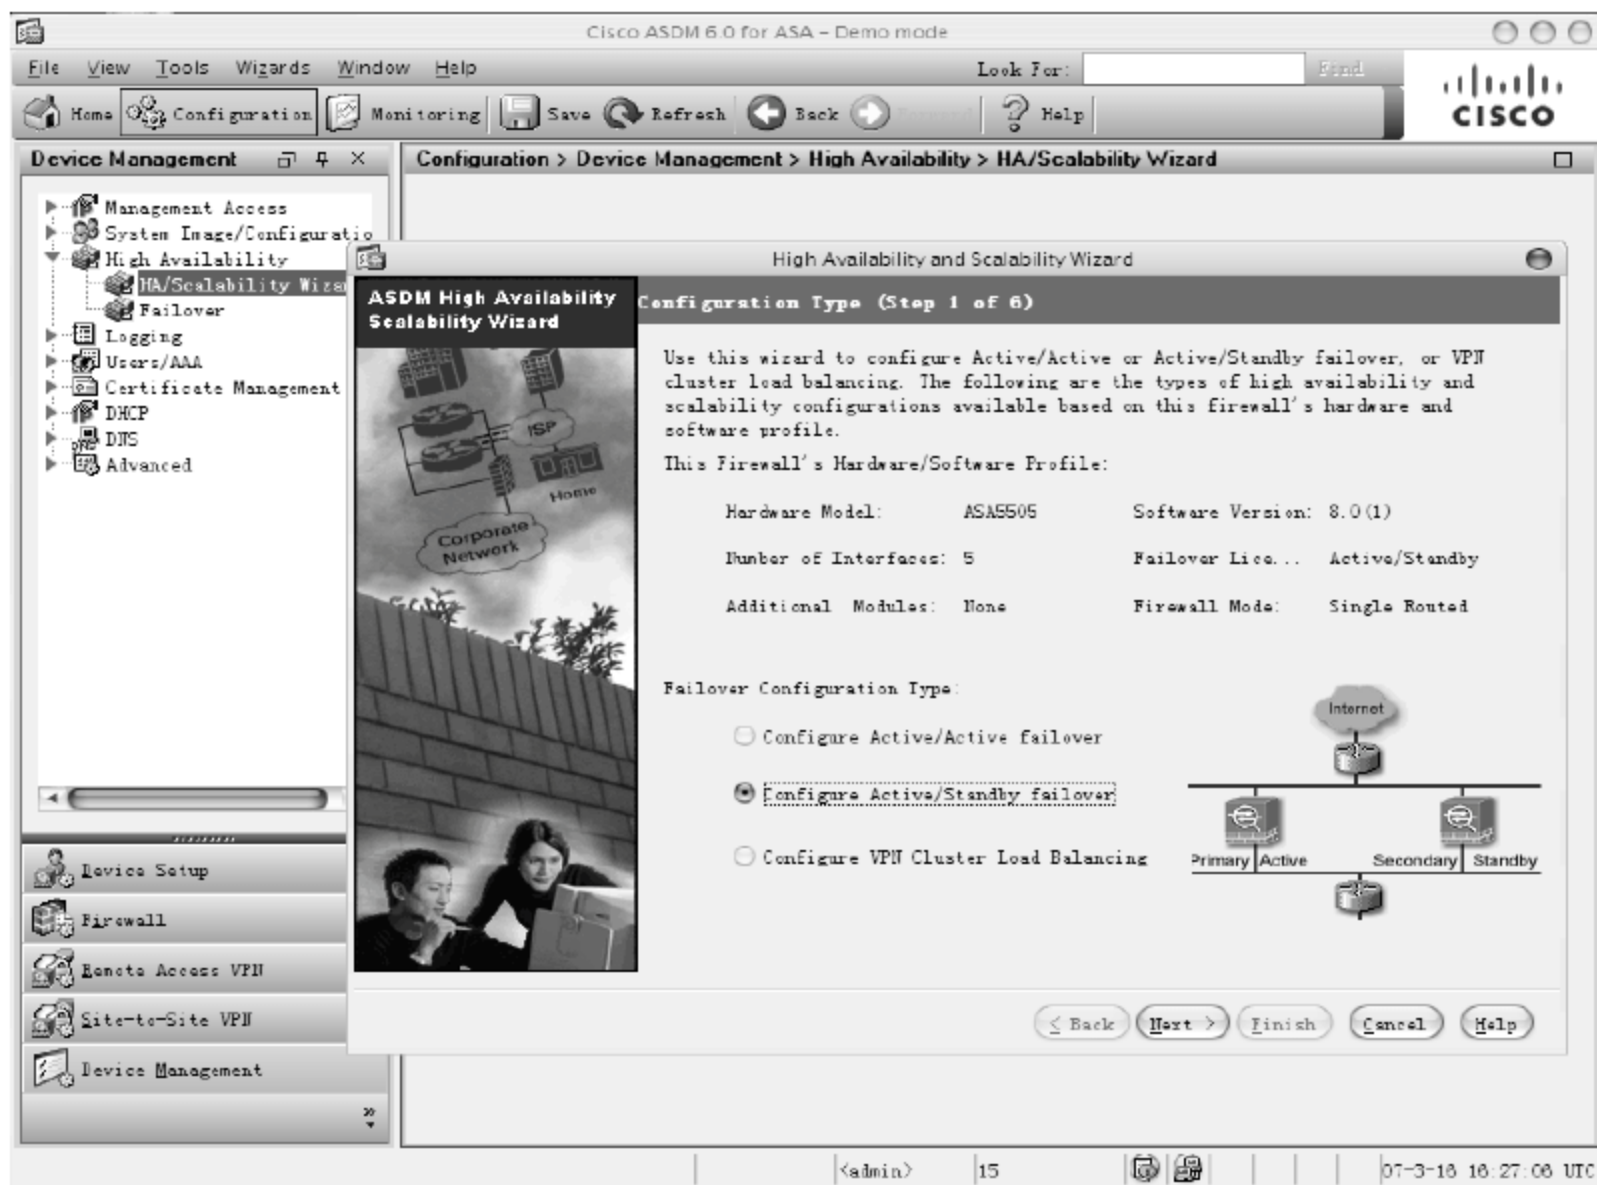 Cisco ASDM 6.0 for ASA - Demo mode
File View Tools Wizards Window Help
Look For: Find
Home Configuration Monitoring Save Refresh Back Forward Help
CISCO
Device Management
Configuration > Device Management > High Availability > HA/Scalability Wizard
Management Access
System Image/Configuratio
High Availability
HA/Scalability Wizar
Failover
Logging
Users/AAA
Certificate Management
DHCP
DNS
Advanced
Device Setup
Firewall
Remote Access VPN
Site-to-Site VPN
Device Management
High Availability and Scalability Wizard
ASDM High Availability
Scalability Wizard
ISP
Home
Corporate
Network
Configuration Type (Step 1 of 6)
Use this wizard to configure Active/Active or Active/Standby failover, or VPN
cluster load balancing. The following are the types of high availability and
scalability configurations available based on this firewall's hardware and
software profile.
This Firewall's Hardware/Software Profile:
Hardware Model: ASA5505 Software Version: 8.0(1)
Number of Interfaces: 5 Failover Lice... Active/Standby
Additional Modules: None Firewall Mode: Single Routed
Failover Configuration Type:
Configure Active/Active failover
Configure Active/Standby failover
Configure VPN Cluster Load Balancing
Internet
Primary Active Secondary Standby
< Back Next > Finish Cancel Help
<admin> 15 07-3-16 16:27:06 UTC